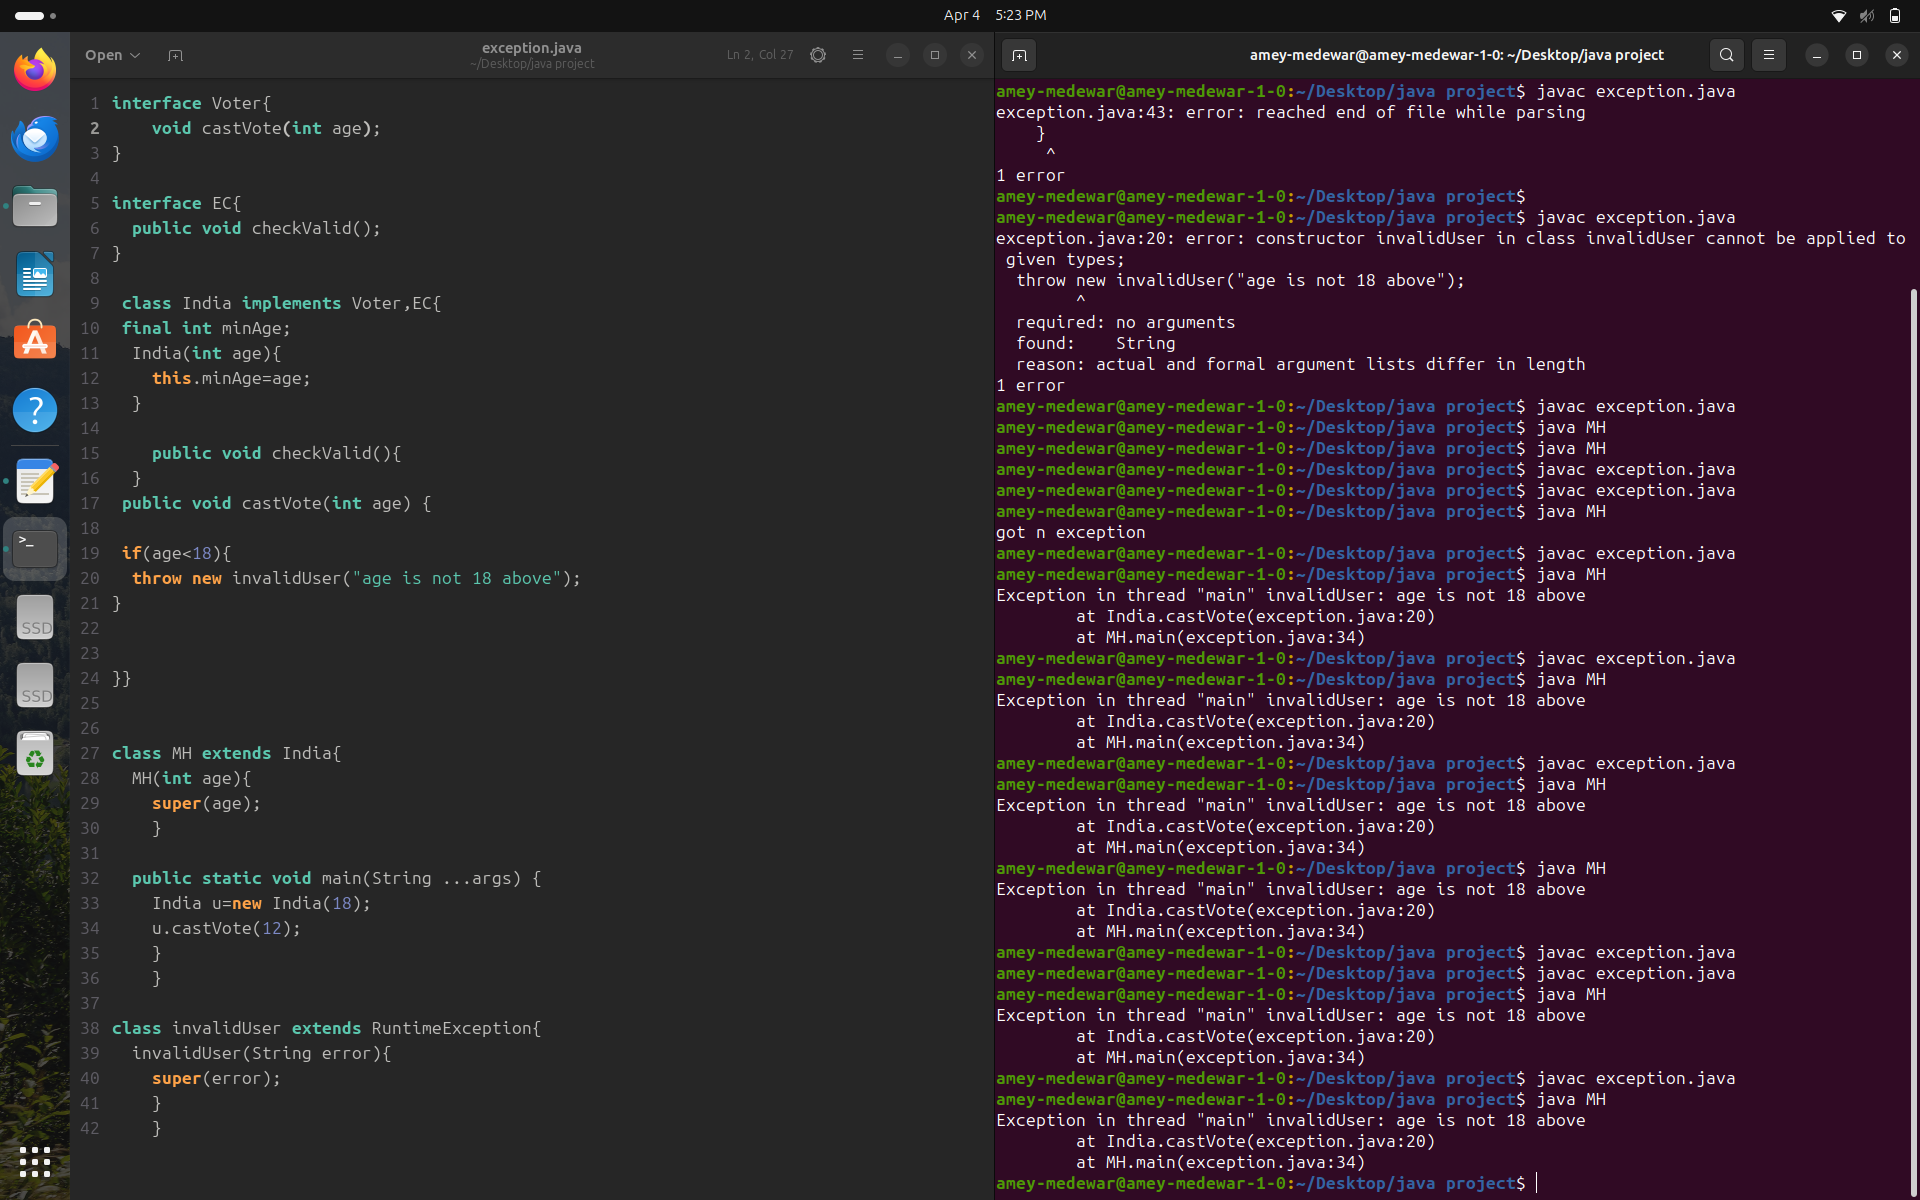 Apr 4 5:23 PM
Open
exception.java
~/Desktop/java project
Ln 2, Col 27
1 interface Voter{
2 void castVote(int age);
3 }
4
5 interface EC{
6 public void checkValid();
7 }
8
9 class India implements Voter,EC{
10 final int minAge;
11 India(int age){
12 this.minAge=age;
13 }
14
15 public void checkValid(){
16 }
17 public void castVote(int age) {
18
19 if(age<18){
20 throw new invalidUser("age is not 18 above");
21 }
22
23
24 }}
25
26
27 class MH extends India{
28 MH(int age){
29 super(age);
30 }
31
32 public static void main(String ...args) {
33 India u=new India(18);
34 u.castVote(12);
35 }
36 }
37
38 class invalidUser extends RuntimeException{
39 invalidUser(String error){
40 super(error);
41 }
42 }
SSD
SSD
amey-medewar@amey-medewar-1-0: ~/Desktop/java project
amey-medewar@amey-medewar-1-0:~/Desktop/java project$ javac exception.java
exception.java:43: error: reached end of file while parsing
}
^
1 error
amey-medewar@amey-medewar-1-0:~/Desktop/java project$
amey-medewar@amey-medewar-1-0:~/Desktop/java project$ javac exception.java
exception.java:20: error: constructor invalidUser in class invalidUser cannot be applied to
given types;
throw new invalidUser("age is not 18 above");
^
required: no arguments
found: String
reason: actual and formal argument lists differ in length
1 error
amey-medewar@amey-medewar-1-0:~/Desktop/java project$ javac exception.java
amey-medewar@amey-medewar-1-0:~/Desktop/java project$ java MH
amey-medewar@amey-medewar-1-0:~/Desktop/java project$ java MH
amey-medewar@amey-medewar-1-0:~/Desktop/java project$ javac exception.java
amey-medewar@amey-medewar-1-0:~/Desktop/java project$ javac exception.java
amey-medewar@amey-medewar-1-0:~/Desktop/java project$ java MH
got n exception
amey-medewar@amey-medewar-1-0:~/Desktop/java project$ javac exception.java
amey-medewar@amey-medewar-1-0:~/Desktop/java project$ java MH
Exception in thread "main" invalidUser: age is not 18 above
at India.castVote(exception.java:20)
at MH.main(exception.java:34)
amey-medewar@amey-medewar-1-0:~/Desktop/java project$ javac exception.java
amey-medewar@amey-medewar-1-0:~/Desktop/java project$ java MH
Exception in thread "main" invalidUser: age is not 18 above
at India.castVote(exception.java:20)
at MH.main(exception.java:34)
amey-medewar@amey-medewar-1-0:~/Desktop/java project$ javac exception.java
amey-medewar@amey-medewar-1-0:~/Desktop/java project$ java MH
Exception in thread "main" invalidUser: age is not 18 above
at India.castVote(exception.java:20)
at MH.main(exception.java:34)
amey-medewar@amey-medewar-1-0:~/Desktop/java project$ java MH
Exception in thread "main" invalidUser: age is not 18 above
at India.castVote(exception.java:20)
at MH.main(exception.java:34)
amey-medewar@amey-medewar-1-0:~/Desktop/java project$ javac exception.java
amey-medewar@amey-medewar-1-0:~/Desktop/java project$ javac exception.java
amey-medewar@amey-medewar-1-0:~/Desktop/java project$ java MH
Exception in thread "main" invalidUser: age is not 18 above
at India.castVote(exception.java:20)
at MH.main(exception.java:34)
amey-medewar@amey-medewar-1-0:~/Desktop/java project$ javac exception.java
amey-medewar@amey-medewar-1-0:~/Desktop/java project$ java MH
Exception in thread "main" invalidUser: age is not 18 above
at India.castVote(exception.java:20)
at MH.main(exception.java:34)
amey-medewar@amey-medewar-1-0:~/Desktop/java project$